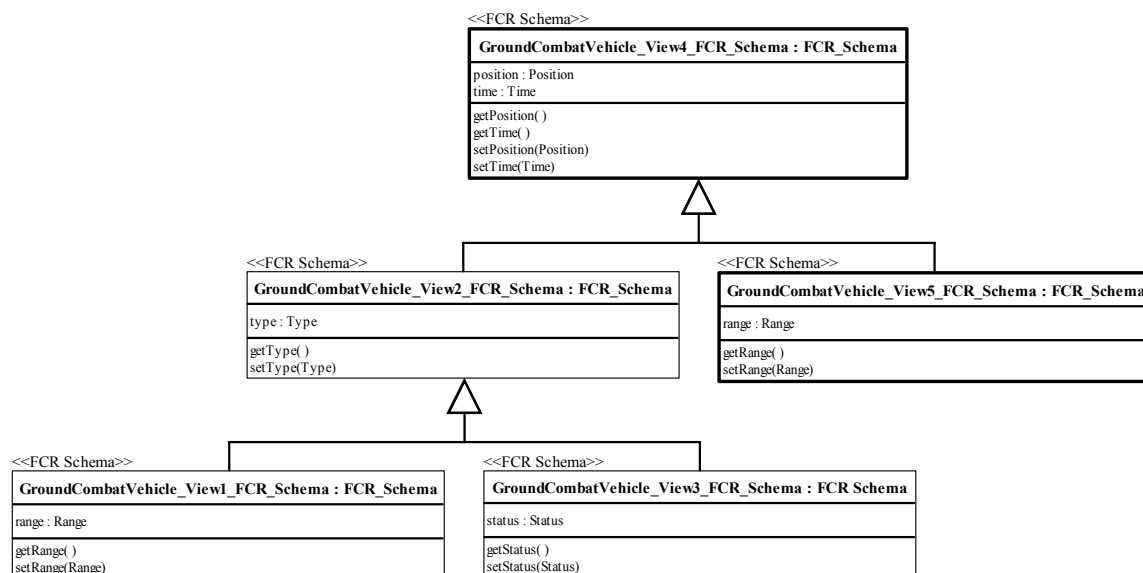 <<FCR Schema>>
GroundCombatVehicle_View4_FCR_Schema : FCR_Schema
position : Position
time : Time
getPosition( )
getTime( )
setPosition(Position)
setTime(Time)
<<FCR Schema>>
GroundCombatVehicle_View2_FCR_Schema : FCR_Schema
type : Type
getType( )
setType(Type)
<<FCR Schema>>
GroundCombatVehicle_View5_FCR_Schema : FCR_Schema
range : Range
getRange( )
setRange(Range)
<<FCR Schema>>
GroundCombatVehicle_View1_FCR_Schema : FCR_Schema
range : Range
getRange( )
setRange(Range)
<<FCR Schema>>
GroundCombatVehicle_View3_FCR_Schema : FCR Schema
status : Status
getStatus( )
setStatus(Status)